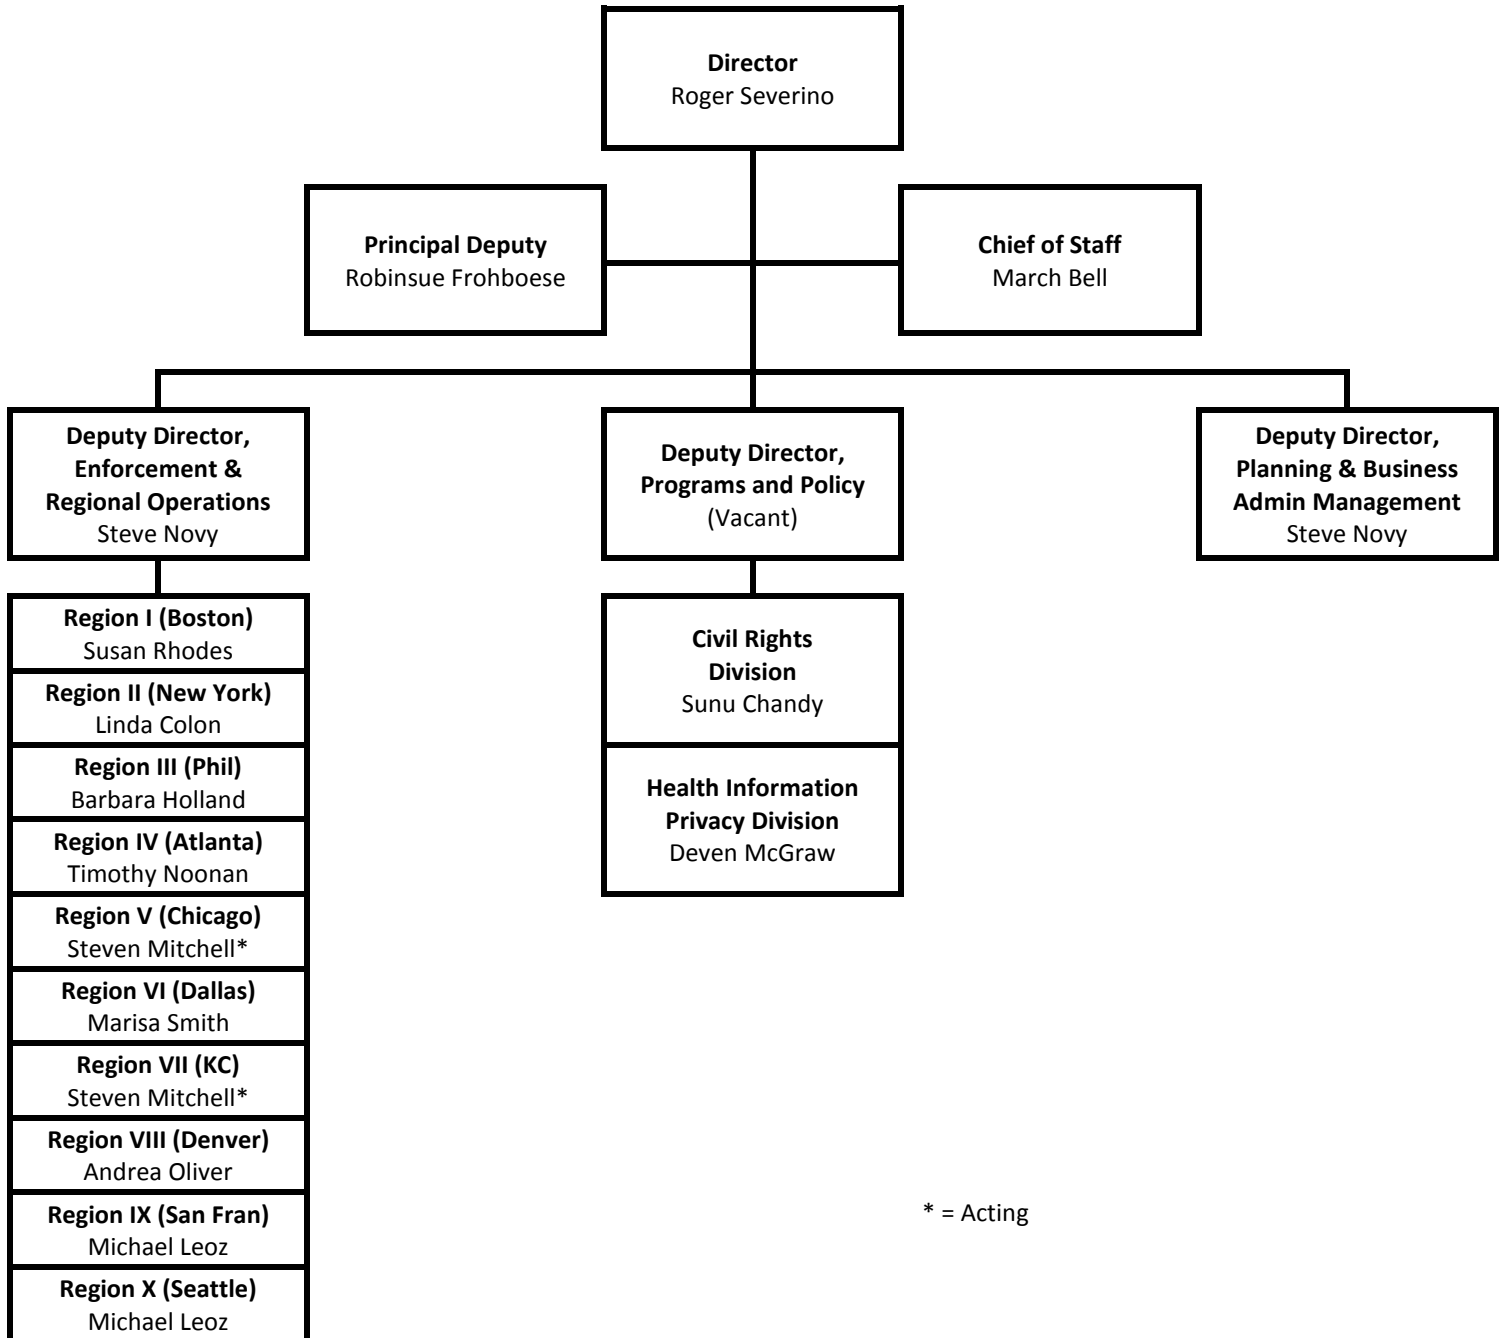 Director
Roger Severino
Principal Deputy
Robinsue Frohboese
Chief of Staff
March Bell
Deputy Director,
Enforcement &
Regional Operations
Steve Novy
Deputy Director,
Programs and Policy
(Vacant)
Deputy Director,
Planning & Business
Admin Management
Steve Novy
Region I (Boston)
Susan Rhodes
Region II (New York)
Linda Colon
Region III (Phil)
Barbara Holland
Region IV (Atlanta)
Timothy Noonan
Region V (Chicago)
Steven Mitchell*
Region VI (Dallas)
Marisa Smith
Region VII (KC)
Steven Mitchell*
Region VIII (Denver)
Andrea Oliver
Region IX (San Fran)
Michael Leoz
Region X (Seattle)
Michael Leoz
Civil Rights
Division
Sunu Chandy
Health Information
Privacy Division
Deven McGraw
* = Acting